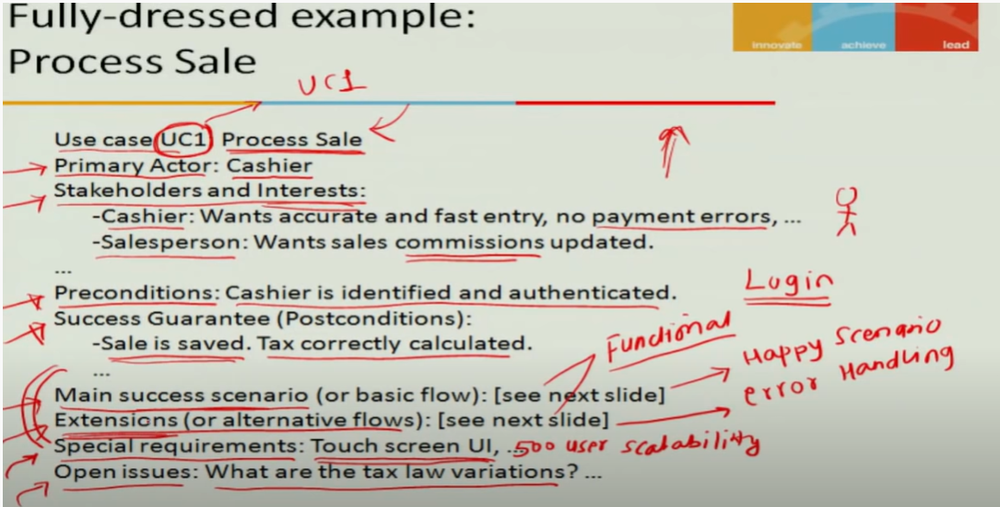 Fully-dressed example:
Process Sale
innovate achieve lead
UC1
Use case UC1 Process Sale
Primary Actor: Cashier
Stakeholders and Interests:
-Cashier: Wants accurate and fast entry, no payment errors, ...
-Salesperson: Wants sales commissions updated.
...
Preconditions: Cashier is identified and authenticated.
Login
Success Guarantee (Postconditions):
-Sale is saved. Tax correctly calculated.
Functional
Happy Scenario
...
Main success scenario (or basic flow): [see next slide]
error Handling
Extensions (or alternative flows): [see next slide]
Special requirements: Touch screen UI, ... 500 user scalability
Open issues: What are the tax law variations? ...